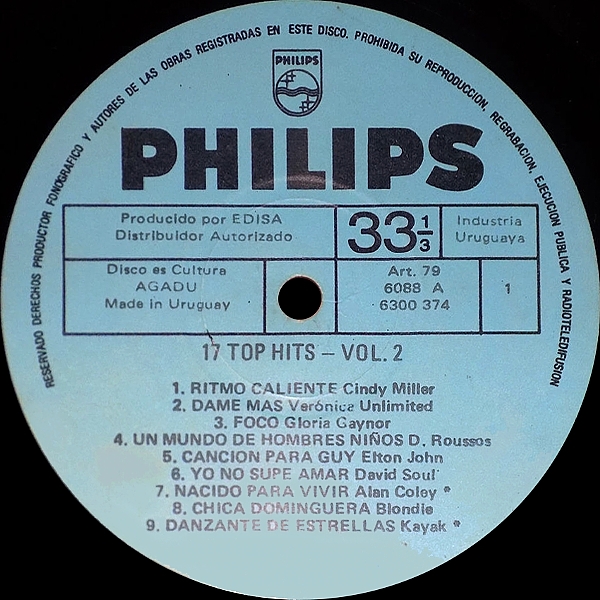 RESERVADO DERECHOS PRODUCTOR FONOGRAFICO Y AUTORES DE LAS OBRAS REGISTRADAS EN ESTE DISCO. PROHIBIDA SU REPRODUCCION, REGRABACION, EJECUCION PUBLICA Y RADIOTELEDIFUSION
PHILIPS
PHILIPS
Producido por EDISA
Distribuidor Autorizado
33 1/3
Industria
Uruguaya
Disco es Cultura
AGADU
Made in Uruguay
Art. 79
6088 A
6300 374
1
17 TOP HITS – VOL. 2
1. RITMO CALIENTE Cindy Miller
2. DAME MAS Verónica Unlimited
3. FOCO Gloria Gaynor
4. UN MUNDO DE HOMBRES NIÑOS D. Roussos
5. CANCION PARA GUY Elton John
6. YO NO SUPE AMAR David Soul
7. NACIDO PARA VIVIR Alan Coley *
8. CHICA DOMINGUERA Blondie
9. DANZANTE DE ESTRELLAS Kayak *